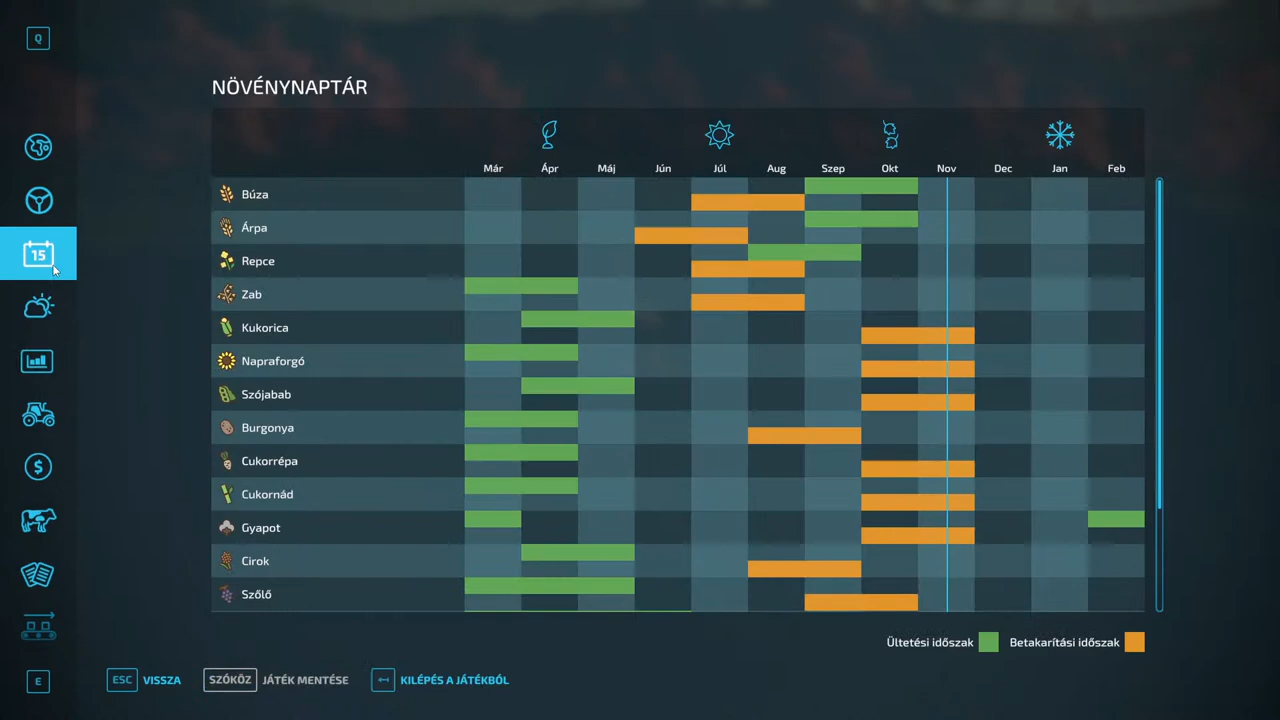 Q
NÖVÉNYNAPTÁR
Már Ápr Máj Jún Júl Aug Szep Okt Nov Dec Jan Feb
Búza
Árpa
15
Repce
Zab
Kukorica
Napraforgó
Szójabab
Burgonya
Cukorrépa
$
Cukornád
Gyapot
Cirok
Szőlő
Ültetési időszak Betakarítási időszak
E
ESC VISSZA SZÓKÖZ JÁTÉK MENTÉSE KILÉPÉS A JÁTÉKBÓL